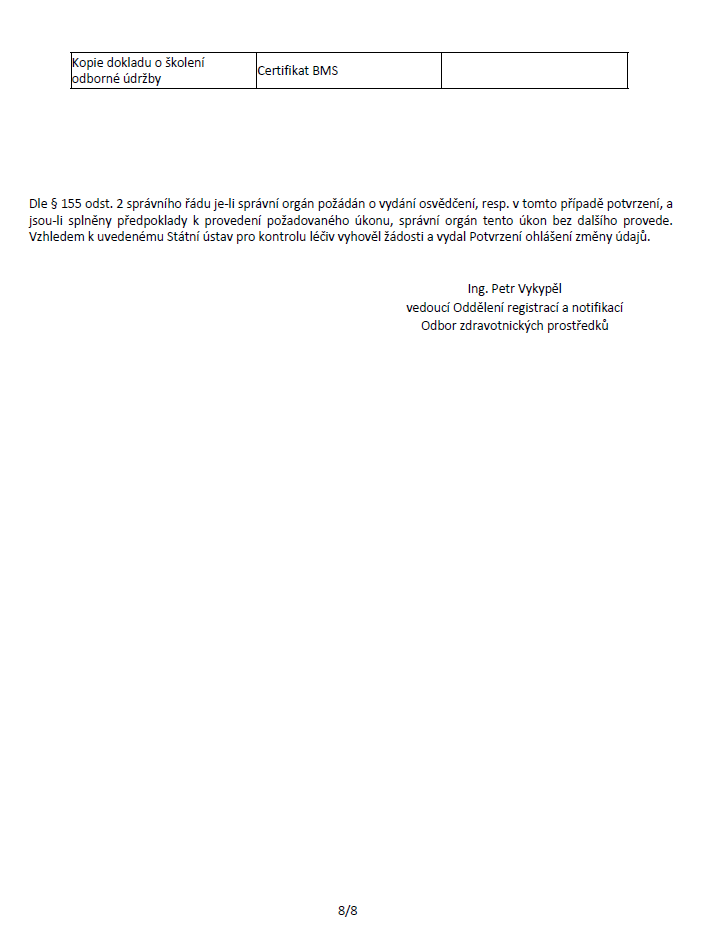 Kopie dokladu o školení
odborné údržby
Certifikat BMS
Dle § 155 odst. 2 správního řádu je-li správní orgán požádán o vydání osvědčení, resp. v tomto případě potvrzení, a
jsou-li splněny předpoklady k provedení požadovaného úkonu, správní orgán tento úkon bez dalšího provede.
Vzhledem k uvedenému Státní ústav pro kontrolu léčiv vyhověl žádosti a vydal Potvrzení ohlášení změny údajů.
Ing. Petr Vykypěl
vedoucí Oddělení registrací a notifikací
Odbor zdravotnických prostředků
8/8